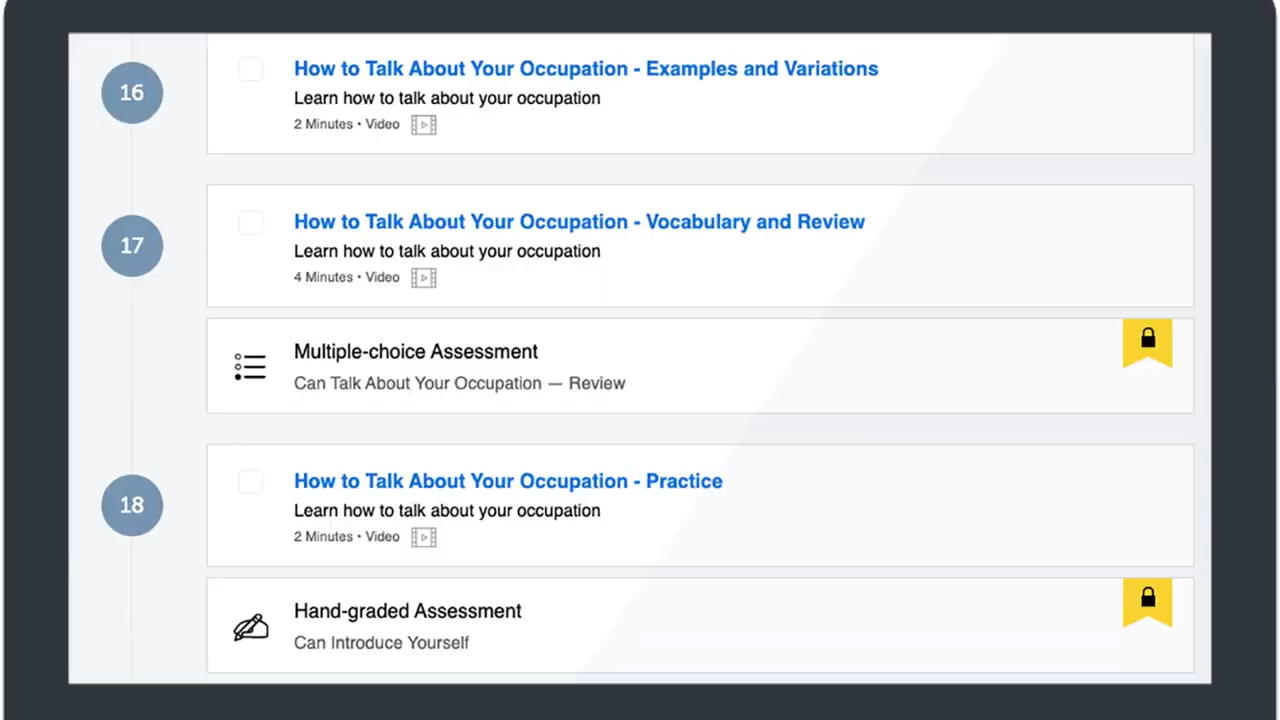 16
How to Talk About Your Occupation - Examples and Variations
Learn how to talk about your occupation
2 Minutes • Video
17
How to Talk About Your Occupation - Vocabulary and Review
Learn how to talk about your occupation
4 Minutes • Video
Multiple-choice Assessment
Can Talk About Your Occupation — Review
18
How to Talk About Your Occupation - Practice
Learn how to talk about your occupation
2 Minutes • Video
Hand-graded Assessment
Can Introduce Yourself